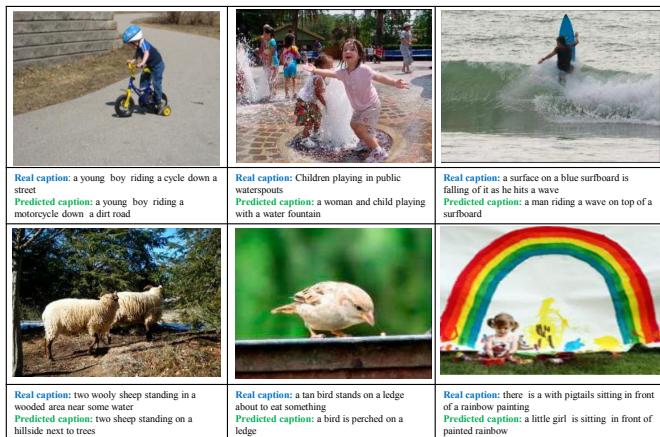 Real caption: a young boy riding a cycle down a
street
Predicted caption: a young boy riding a
motorcycle down a dirt road
Real caption: Children playing in public
waterspouts
Predicted caption: a woman and child playing
with a water fountain
Real caption: a surface on a blue surfboard is
falling of it as he hits a wave
Predicted caption: a man riding a wave on top of a
surfboard
Real caption: two wooly sheep standing in a
wooded area near some water
Predicted caption: two sheep standing on a
hillside next to trees
Real caption: a tan bird stands on a ledge
about to eat something
Predicted caption: a bird is perched on a
ledge
Real caption: there is a with pigtails sitting in front
of a rainbow painting
Predicted caption: a little girl is sitting in front of
painted rainbow